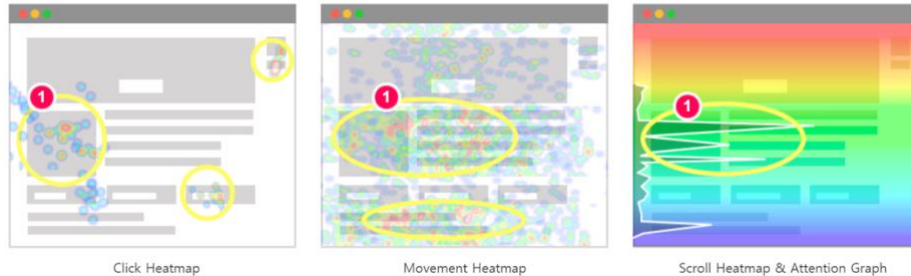 1
1
1
Click Heatmap
Movement Heatmap
Scroll Heatmap & Attention Graph